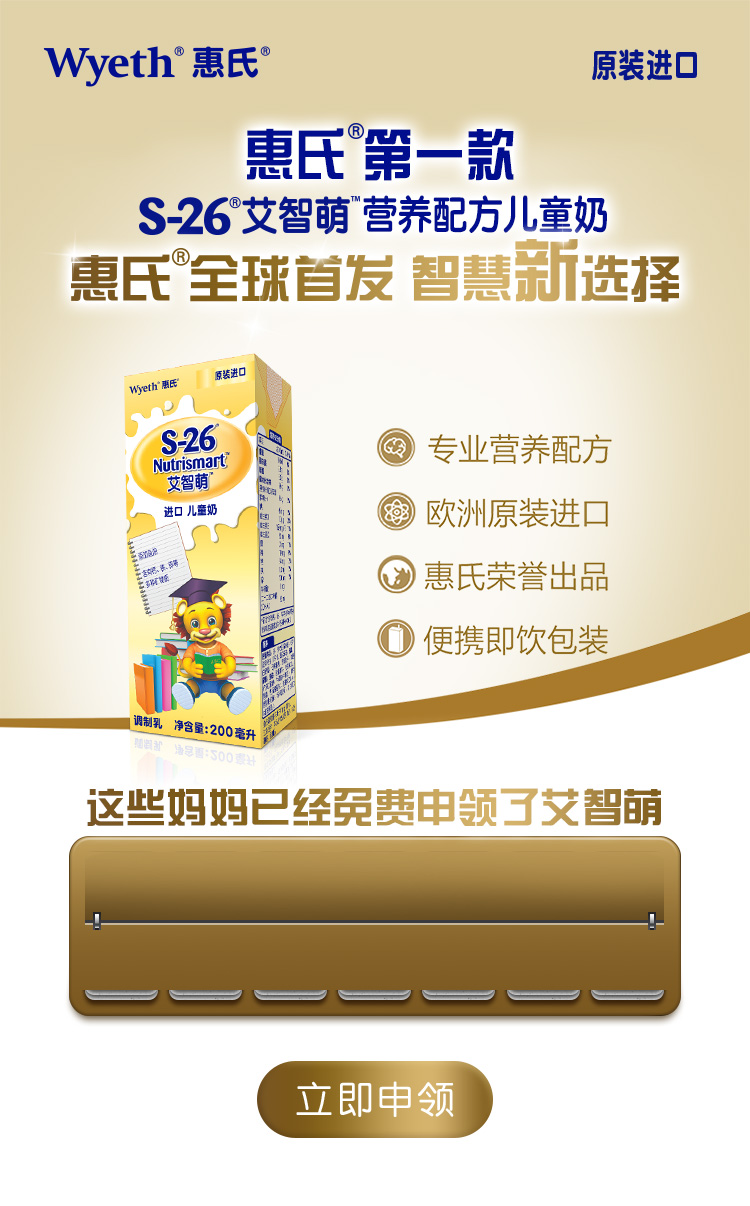 Wyeth® 惠氏®
原装进口
惠氏®第一款
S-26®艾智萌™营养配方儿童奶
惠氏®全球首发 智慧新选择
Wyeth® 惠氏®
原装进口
S-26™
Nutrismart™
艾智萌™
进口 儿童奶
调制乳 净含量:200毫升
专业营养配方
欧洲原装进口
惠氏荣誉出品
便携即饮包装
这些妈妈已经免费申领了艾智萌
立即申领